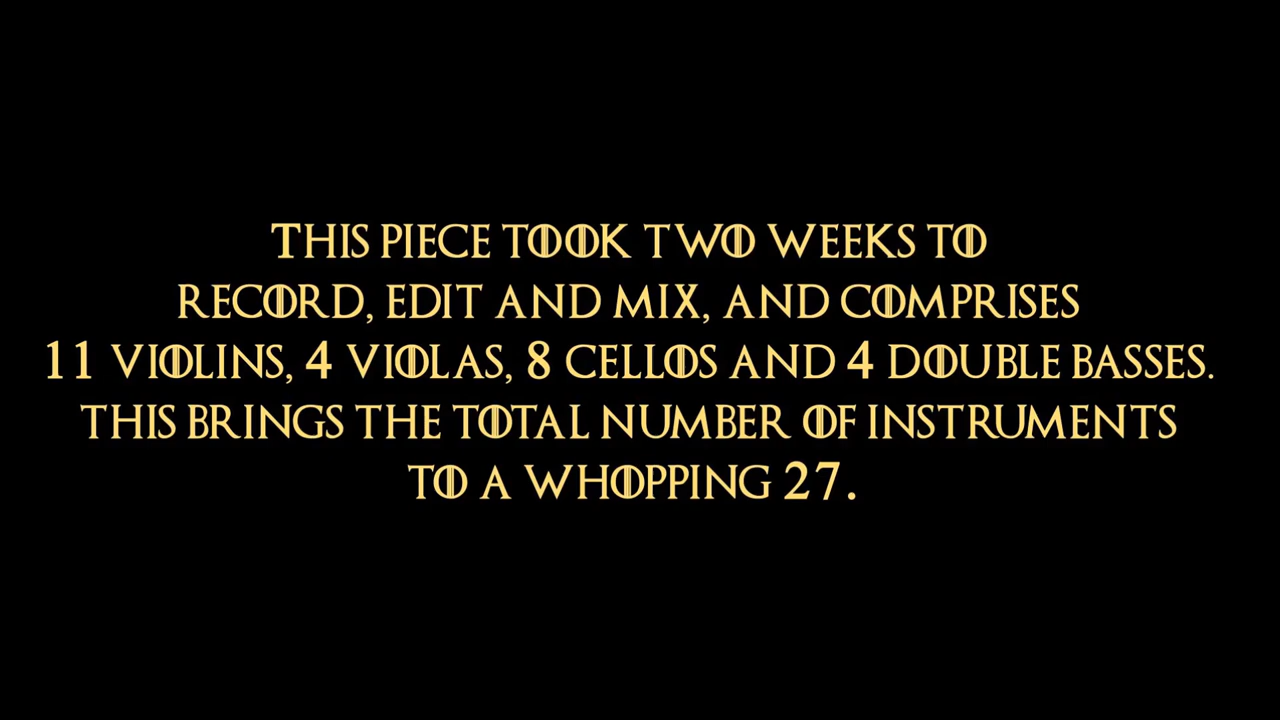 This piece took two weeks to
record, edit and mix, and comprises
11 violins, 4 violas, 8 cellos and 4 double basses.
This brings the total number of instruments
to a whopping 27.